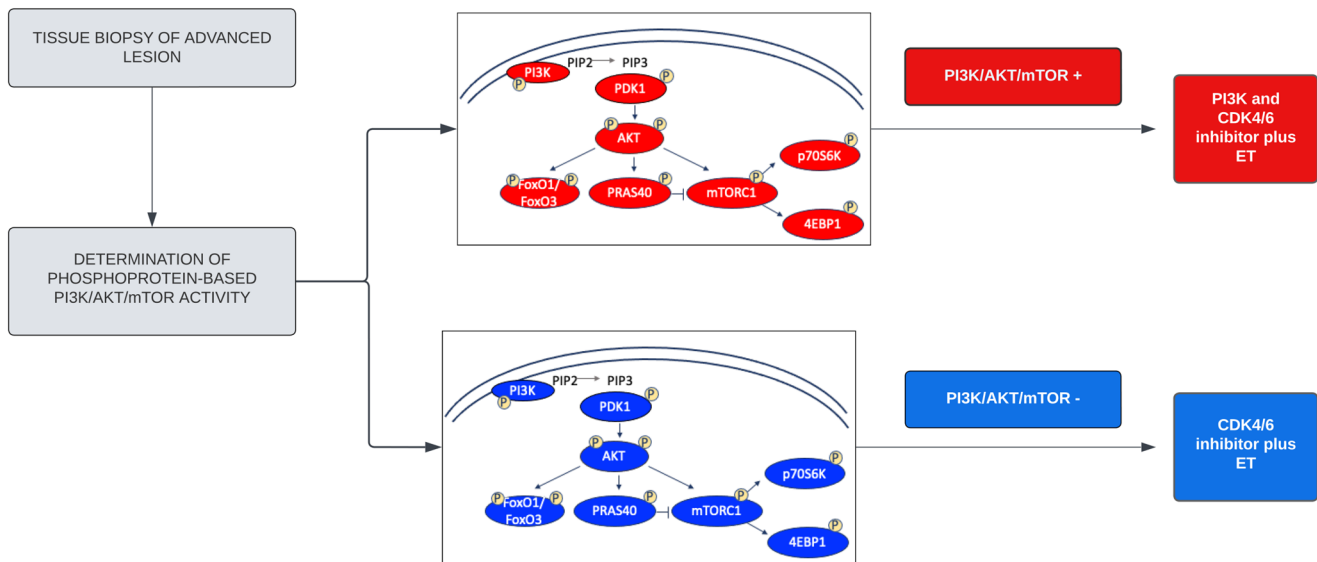 TISSUE BIOPSY OF ADVANCED
LESION
DETERMINATION OF
PHOSPHOPROTEIN-BASED
PI3K/AKT/mTOR ACTIVITY
PI3K
P
PIP2
PIP3
PDK1
P
P
P
AKT
P
P
FoxO1/
FoxO3
PRAS40
P
mTORC1
P
p70S6K
P
4EBP1
P
PI3K/AKT/mTOR +
PI3K and
CDK4/6
inhibitor plus
ET
PI3K
P
PIP2
PIP3
PDK1
P
P
P
AKT
P
P
FoxO1/
FoxO3
PRAS40
P
mTORC1
P
p70S6K
P
4EBP1
P
PI3K/AKT/mTOR -
CDK4/6
inhibitor plus
ET